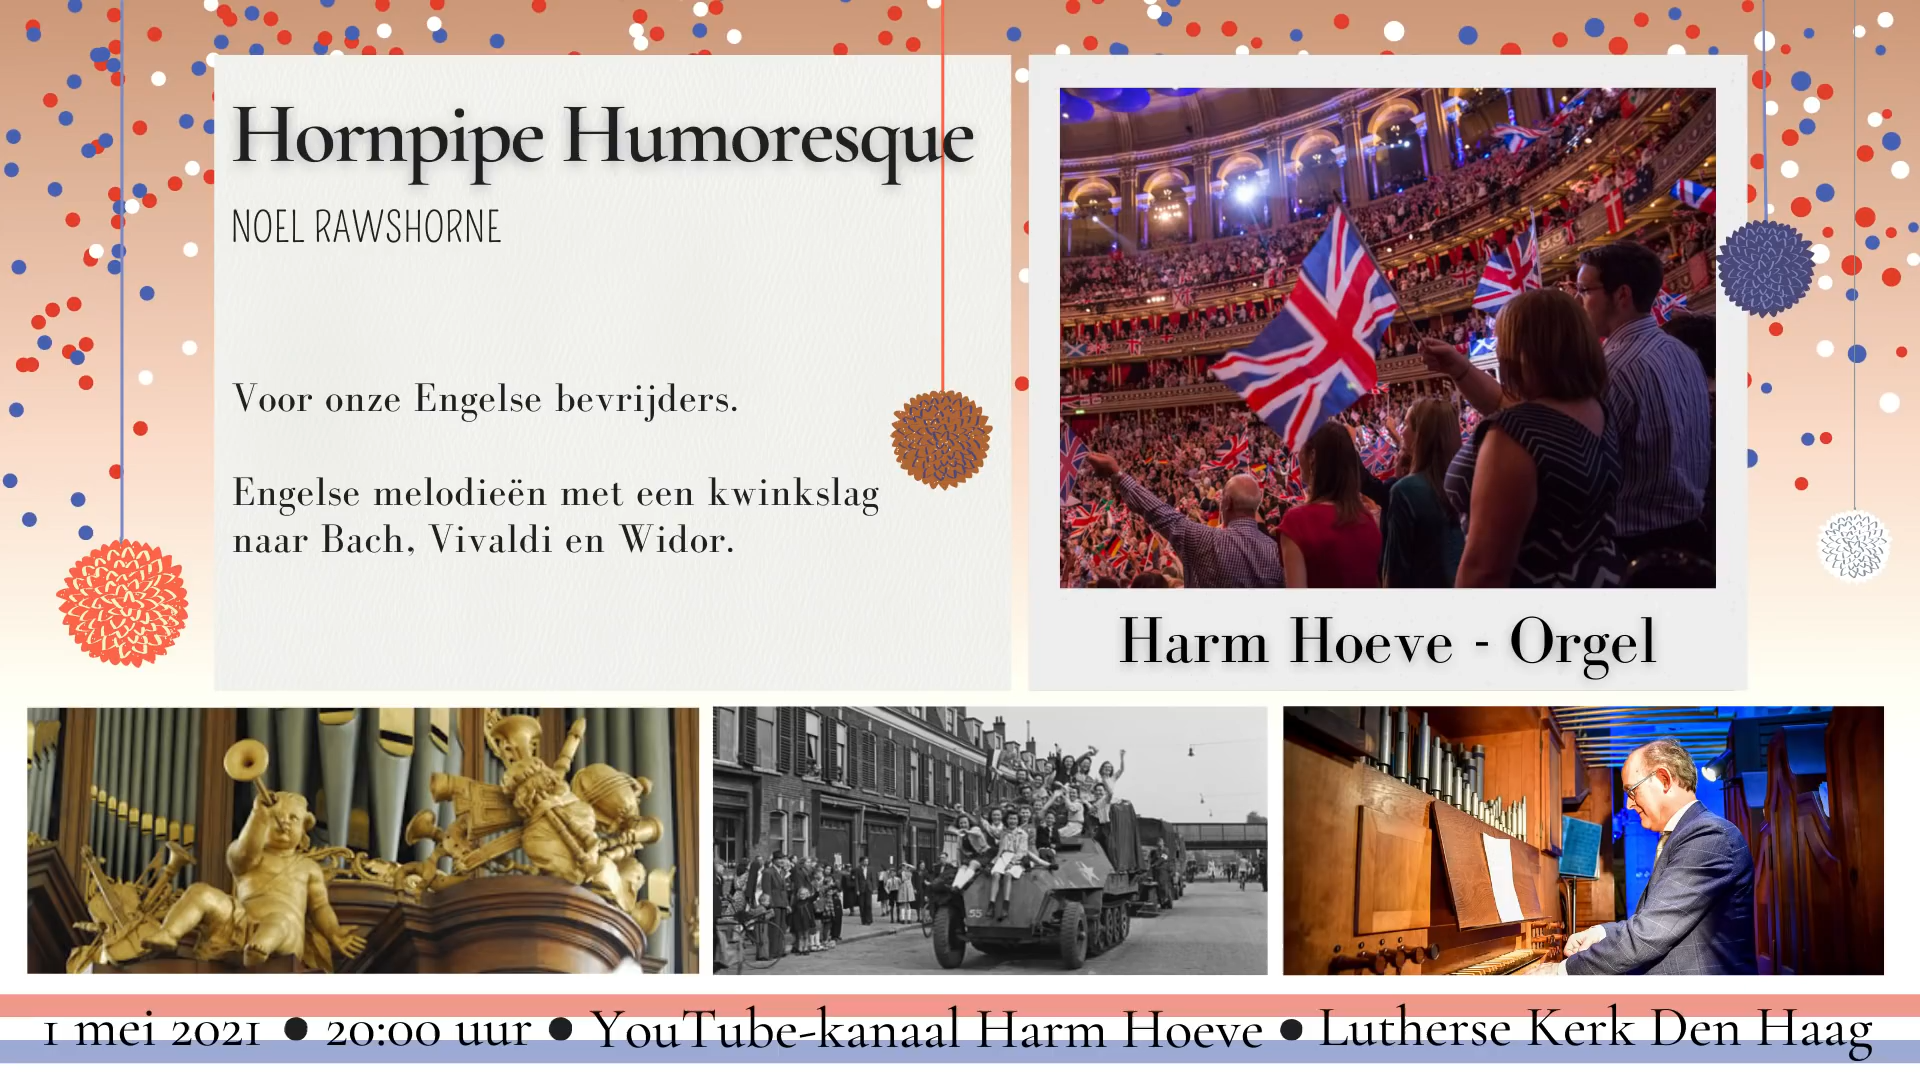 Hornpipe Humoresque
NOEL RAWSHORNE
Voor onze Engelse bevrijders.
Engelse melodieën met een kwinkslag
naar Bach, Vivaldi en Widor.
Harm Hoeve - Orgel
55
1 mei 2021 ● 20:00 uur ● YouTube-kanaal Harm Hoeve ● Lutherse Kerk Den Haag